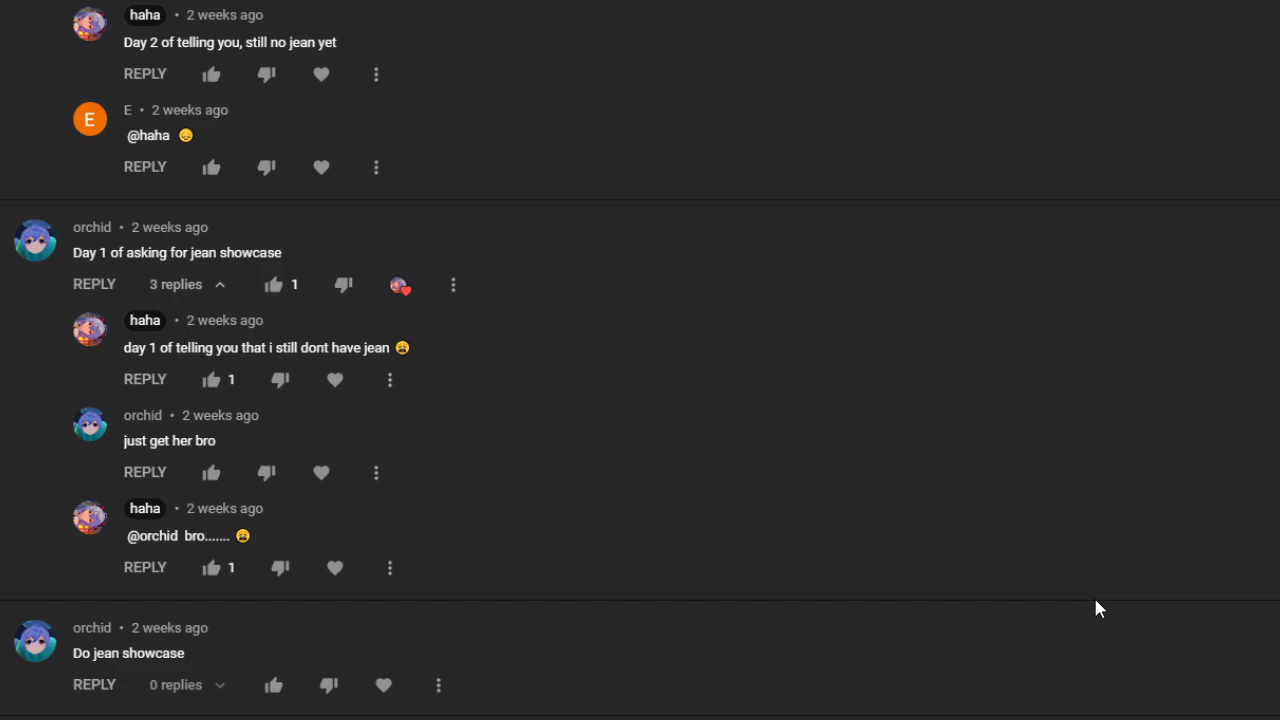 haha • 2 weeks ago
Day 2 of telling you, still no jean yet
REPLY
E
E • 2 weeks ago
@haha 😔
REPLY
orchid • 2 weeks ago
Day 1 of asking for jean showcase
REPLY 3 replies 1
haha • 2 weeks ago
day 1 of telling you that i still dont have jean 😩
REPLY 1
orchid • 2 weeks ago
just get her bro
REPLY
haha • 2 weeks ago
@orchid bro....... 😩
REPLY 1
orchid • 2 weeks ago
Do jean showcase
REPLY 0 replies